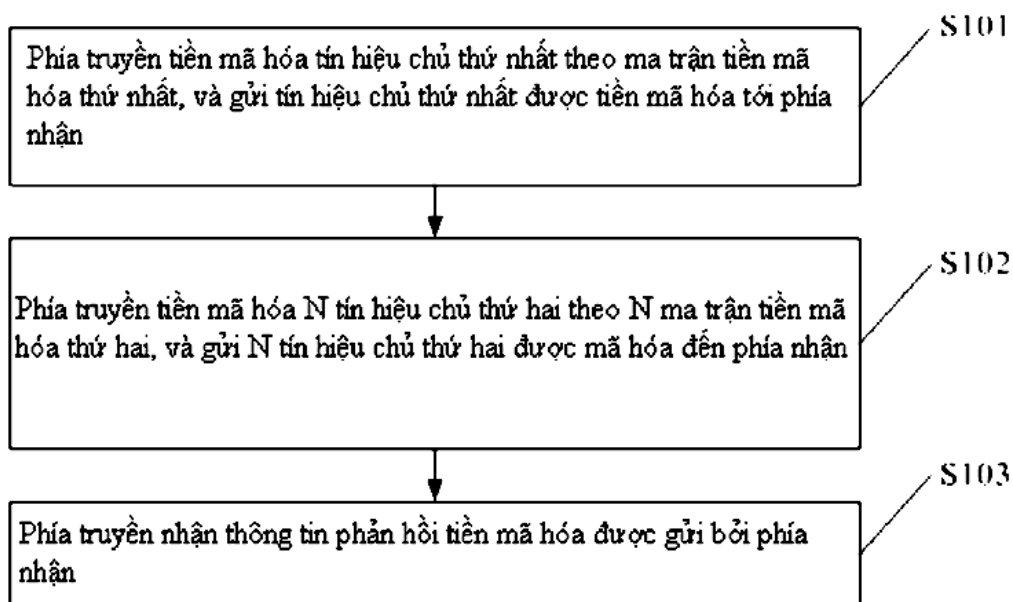 S101
Phía truyền tiền mã hóa tín hiệu chủ thứ nhất theo ma trận tiền mã
hóa thứ nhất, và gửi tín hiệu chủ thứ nhất được tiền mã hóa tới phía
nhận
S102
Phía truyền tiền mã hóa N tín hiệu chủ thứ hai theo N ma trận tiền mã
hóa thứ hai, và gửi N tín hiệu chủ thứ hai được mã hóa đến phía nhận
S103
Phía truyền nhận thông tin phản hồi tiền mã hóa được gửi bởi phía
nhận